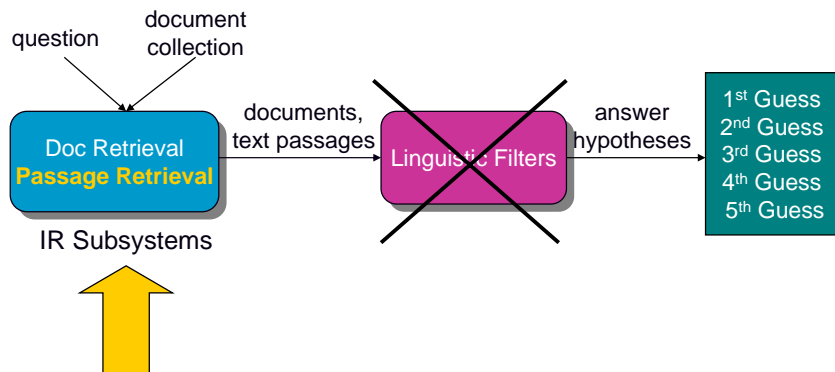 question
document
collection
Doc Retrieval
Passage Retrieval
IR Subsystems
documents,
text passages
Linguistic Filters
answer
hypotheses
1st Guess
2nd Guess
3rd Guess
4th Guess
5th Guess